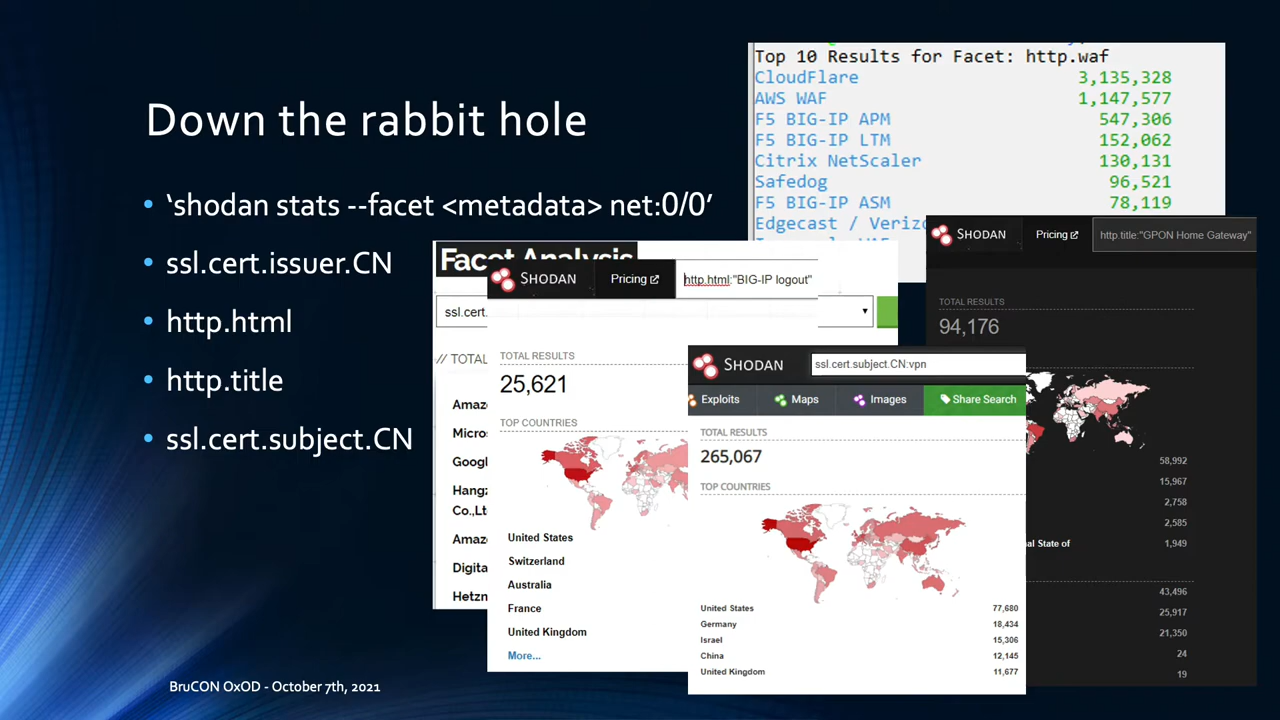 Down the rabbit hole
• ‘shodan stats --facet <metadata> net:0/0’
• ssl.cert.issuer.CN
• http.html
• http.title
• ssl.cert.subject.CN
BruCON 0x0D - October 7th, 2021
Top 10 Results for Facet: http.waf
CloudFlare 3,135,328
AWS WAF 1,147,577
F5 BIG-IP APM 547,306
F5 BIG-IP LTM 152,062
Citrix NetScaler 130,131
Safedog 96,521
F5 BIG-IP ASM 78,119
Edgecast / Verizo
Facet Analysis
ssl.cert.
// TOTAL
Amaz
Micros
Googl
Hangz
Co.,Lt
Amaz
Digita
Hetzn
SHODAN Pricing http.html:"BIG-IP logout"
TOTAL RESULTS
25,621
TOP COUNTRIES
United States
Switzerland
Australia
France
United Kingdom
More...
SHODAN ssl.cert.subject.CN:vpn
Exploits Maps Images Share Search
TOTAL RESULTS
265,067
TOP COUNTRIES
United States 77,680
Germany 18,434
Israel 15,306
China 12,145
United Kingdom 11,677
SHODAN Pricing http.title:"GPON Home Gateway"
TOTAL RESULTS
94,176
58,992
15,967
2,758
2,585
nal State of 1,949
43,496
25,917
21,350
24
19